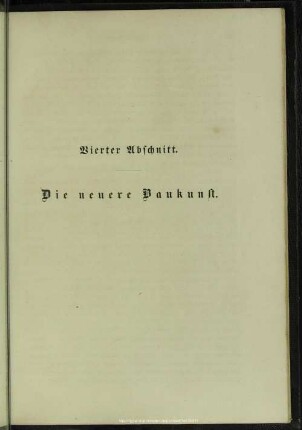 Vierter Abschnitt.
Die neuere Baukunst.